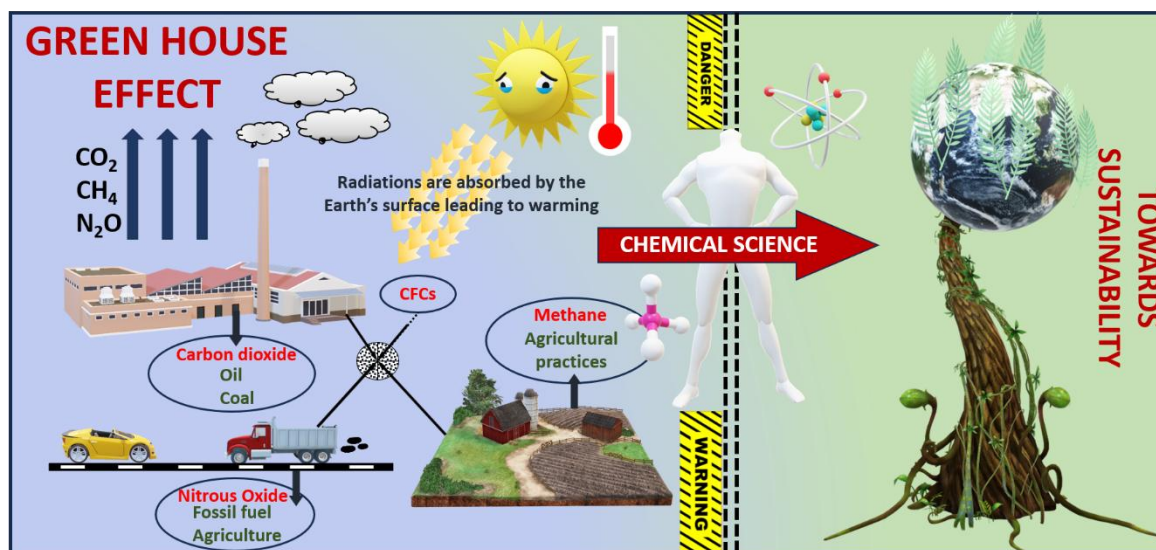 GREEN HOUSE
EFFECT
CO₂
CH₄
N₂O
Radiations are absorbed by the
Earth's surface leading to warming
CFCs
Carbon dioxide
Oil
Coal
Methane
Agricultural
practices
Nitrous Oxide
Fossil fuel
Agriculture
DANGER
CHEMICAL SCIENCE
WARNING
TOWARDS
SUSTAINABILITY